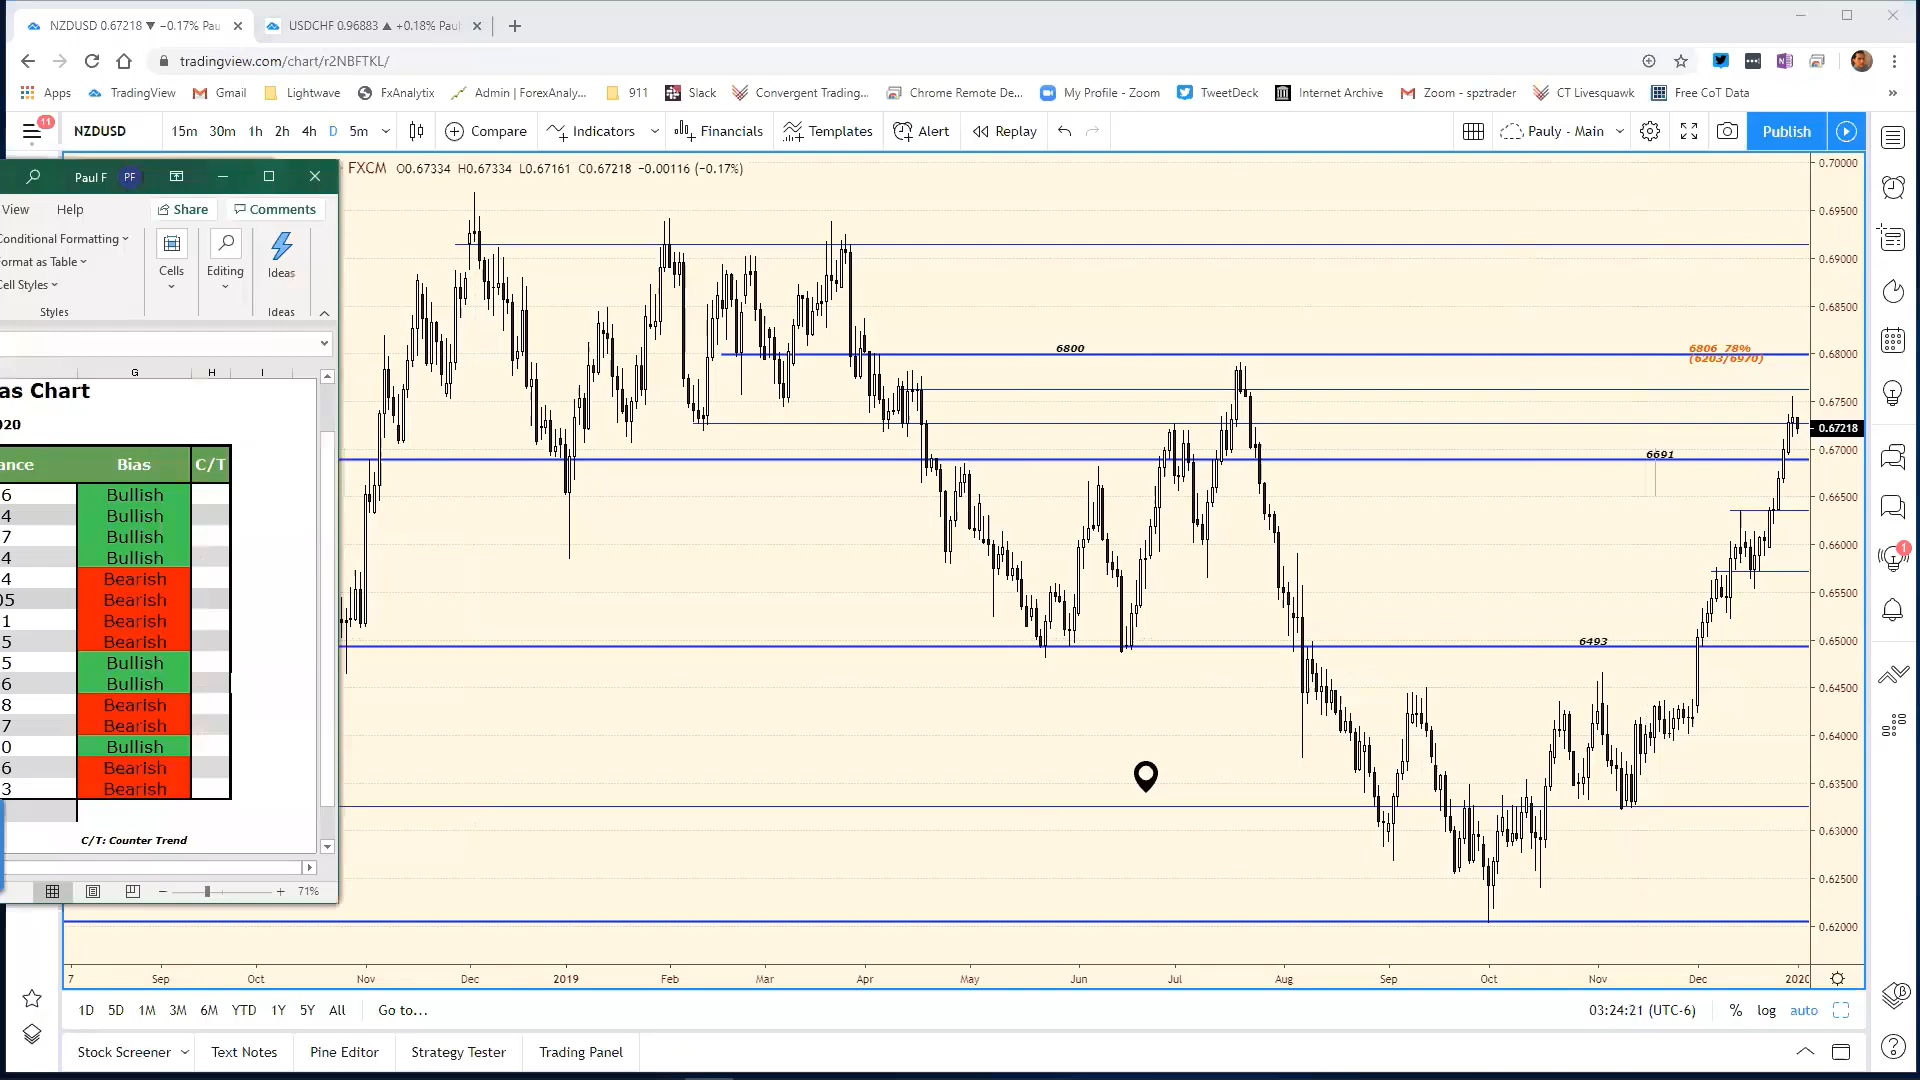 NZDUSD 0.67218 ▼ −0.17% Pau
USDCHF 0.96883 ▲ +0.18% Paul
tradingview.com/chart/r2NBFTKL/
Apps
TradingView
Gmail
Lightwave
FxAnalytix
Admin | ForexAnaly...
911
Slack
Convergent Trading...
Chrome Remote De...
My Profile - Zoom
TweetDeck
Internet Archive
Zoom - spztrader
CT Livesquawk
Free CoT Data
»
11
NZDUSD
15m 30m 1h 2h 4h D 5m
Compare
Indicators
Financials
Templates
Alert
Replay
Pauly - Main
Publish
FXCM O0.67334 H0.67334 L0.67161 C0.67218 −0.00116 (−0.17%)
Paul F PF
View Help Share Comments
Conditional Formatting
ormat as Table
Cell Styles
Cells
Editing
Ideas
Styles
Ideas
G H I
as Chart
020
ance Bias C/T
6 Bullish
4 Bullish
7 Bullish
4 Bullish
4 Bearish
05 Bearish
1 Bearish
5 Bearish
5 Bullish
6 Bullish
8 Bearish
7 Bearish
0 Bullish
6 Bearish
3 Bearish
C/T: Counter Trend
71%
6800
6806 78%
(6203/6970)
6691
6493
0.70000
0.69500
0.69000
0.68500
0.68000
0.67500
0.67218
0.67000
0.66500
0.66000
0.65500
0.65000
0.64500
0.64000
0.63500
0.63000
0.62500
0.62000
1
7 Sep Oct Nov Dec 2019 Feb Mar Apr May Jun Jul Aug Sep Oct Nov Dec 2020
1D 5D 1M 3M 6M YTD 1Y 5Y All Go to...
03:24:21 (UTC-6) % log auto
Stock Screener Text Notes Pine Editor Strategy Tester Trading Panel